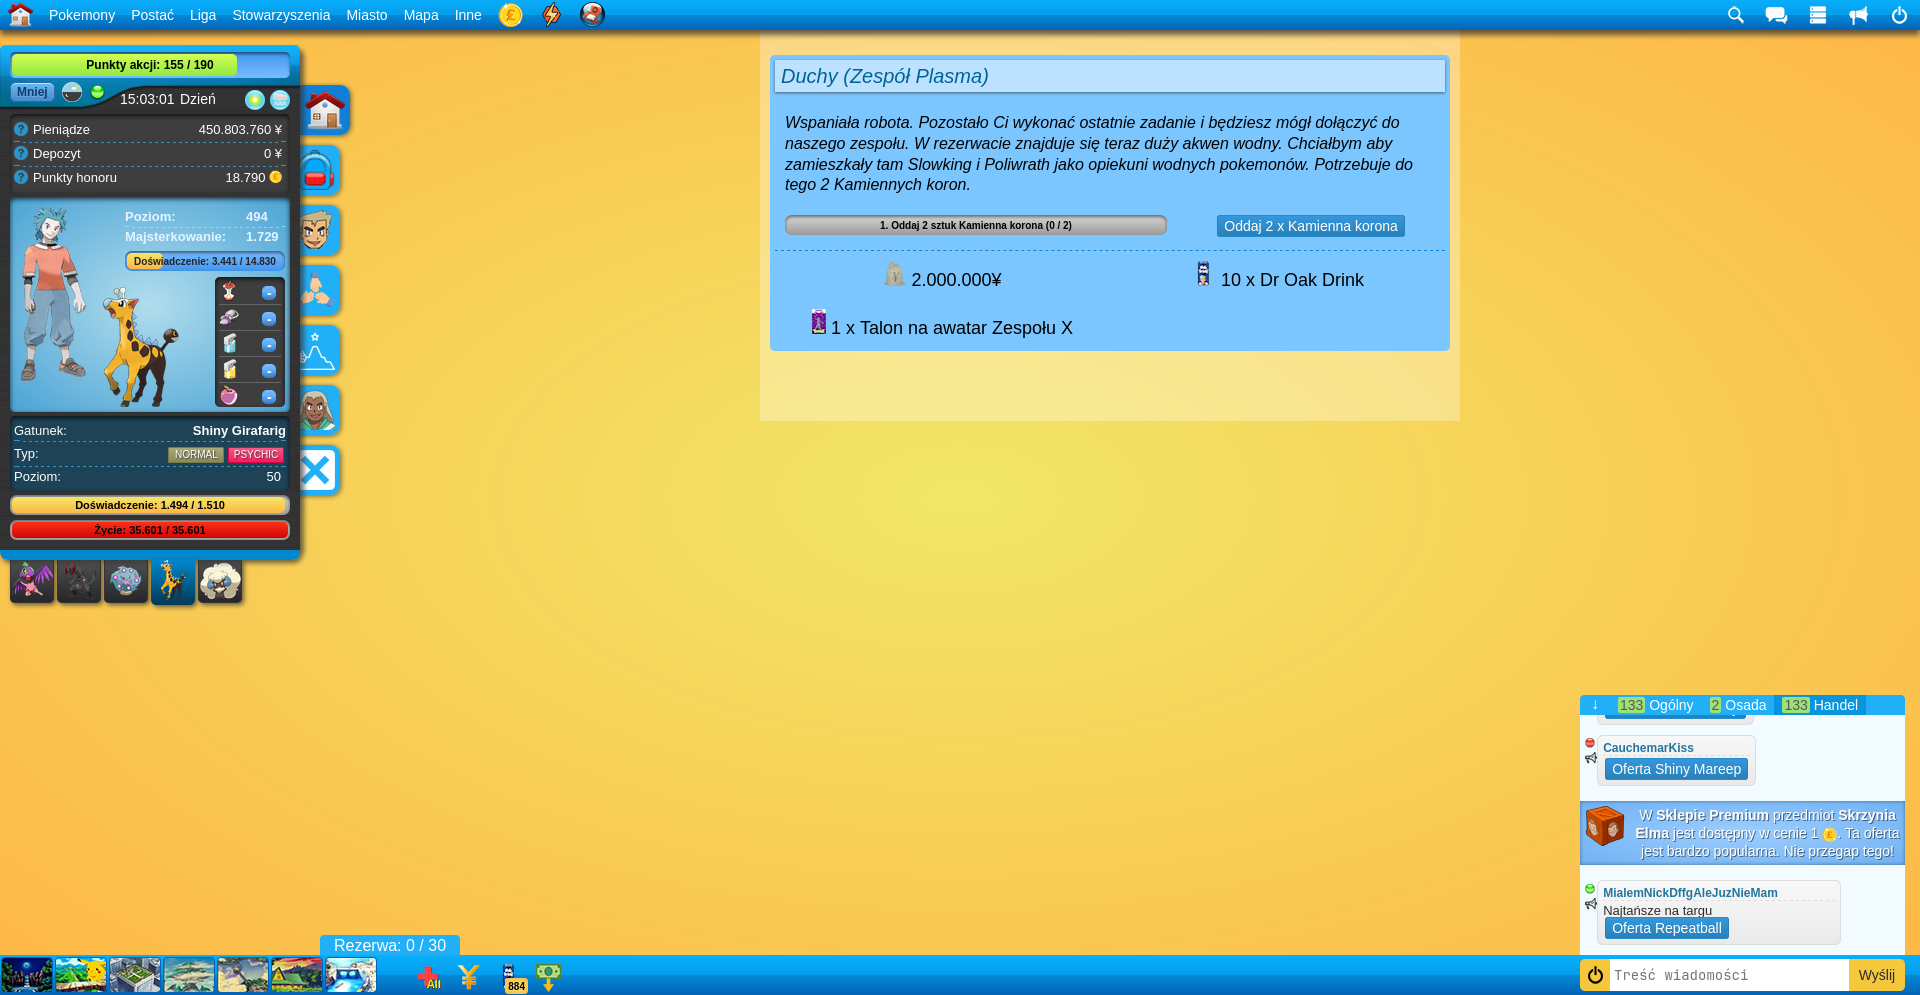 Pokemony Postać Liga Stowarzyszenia Miasto Mapa Inne
Punkty akcji: 155 / 190
Mniej 15:03:01 Dzień
Pieniądze 450.803.760 ¥
Depozyt 0 ¥
Punkty honoru 18.790
Poziom: 494
Majsterkowanie: 1.729
Doświadczenie: 3.441 / 14.830
Gatunek: Shiny Girafarig
Typ: NORMAL PSYCHIC
Poziom: 50
Doświadczenie: 1.494 / 1.510
Życie: 35.601 / 35.601
Duchy (Zespół Plasma)
Wspaniała robota. Pozostało Ci wykonać ostatnie zadanie i będziesz mógł dołączyć do
naszego zespołu. W rezerwacie znajduje się teraz duży akwen wodny. Chciałbym aby
zamieszkały tam Slowking i Poliwrath jako opiekuni wodnych pokemonów. Potrzebuje do
tego 2 Kamiennych koron.
1. Oddaj 2 sztuk Kamienna korona (0 / 2)
Oddaj 2 x Kamienna korona
2.000.000¥
10 x Dr Oak Drink
1 x Talon na awatar Zespołu X
↓ 133 Ogólny 2 Osada 133 Handel
CauchemarKiss
Oferta Shiny Mareep
W Sklepie Premium przedmiot Skrzynia
Elma jest dostępny w cenie 1 . Ta oferta
jest bardzo popularna. Nie przegap tego!
MialemNickDffgAleJuzNieMam
Najtańsze na targu
Oferta Repeatball
Treść wiadomości
Wyślij
Rezerwa: 0 / 30
All
884